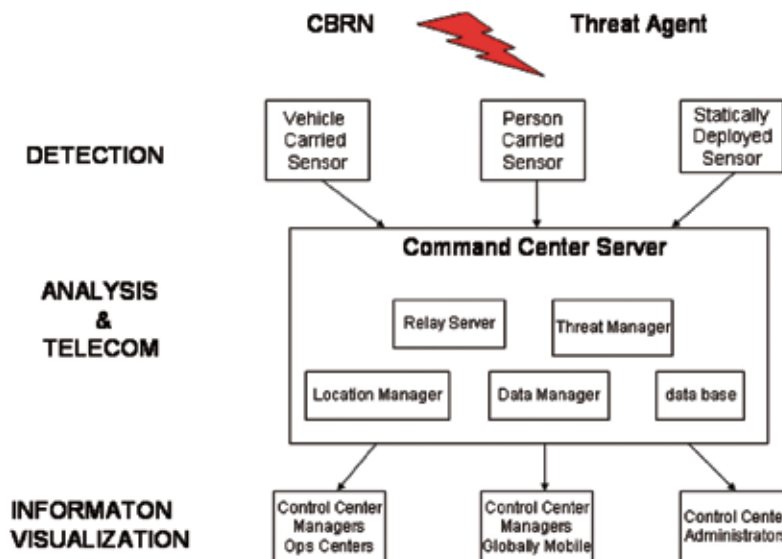 CBRN Threat Agent
DETECTION
Vehicle
Carried
Sensor
Person
Carried
Sensor
Statically
Deployed
Sensor
ANALYSIS
&
TELECOM
Command Center Server
Relay Server
Threat Manager
Location Manager
Data Manager
data base
INFORMATON
VISUALIZATION
Control Center
Managers
Ops Centers
Control Center
Managers
Globally Mobile
Control Center
Administrator